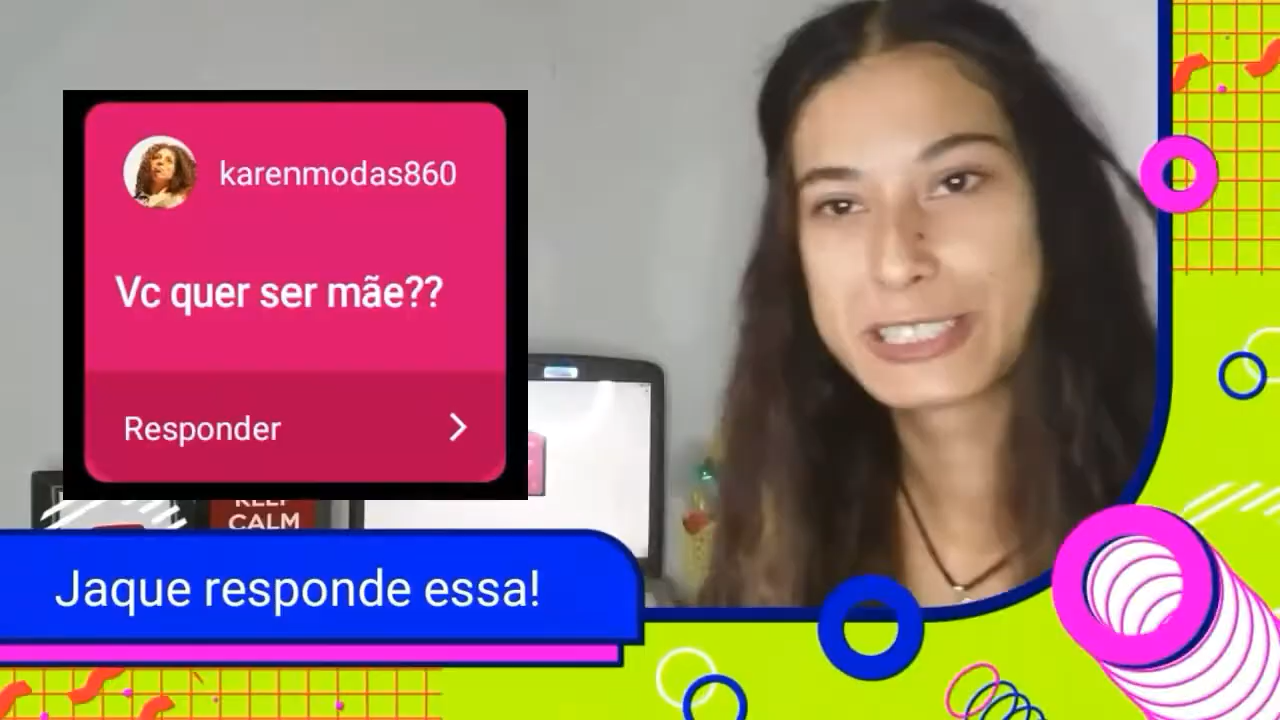 karenmodas860
Vc quer ser mãe??
Responder
KEEP
CALM
Jaque responde essa!